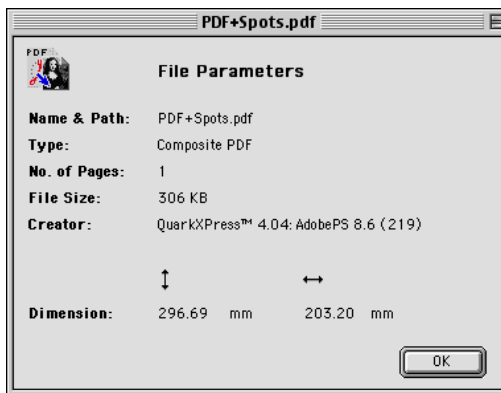 PDF+Spots.pdf
PDF
File Parameters
Name & Path: PDF+Spots.pdf
Type: Composite PDF
No. of Pages: 1
File Size: 306 KB
Creator: QuarkXPress™ 4.04: AdobePS 8.6 (219)
Dimension: 296.69 mm 203.20 mm
OK